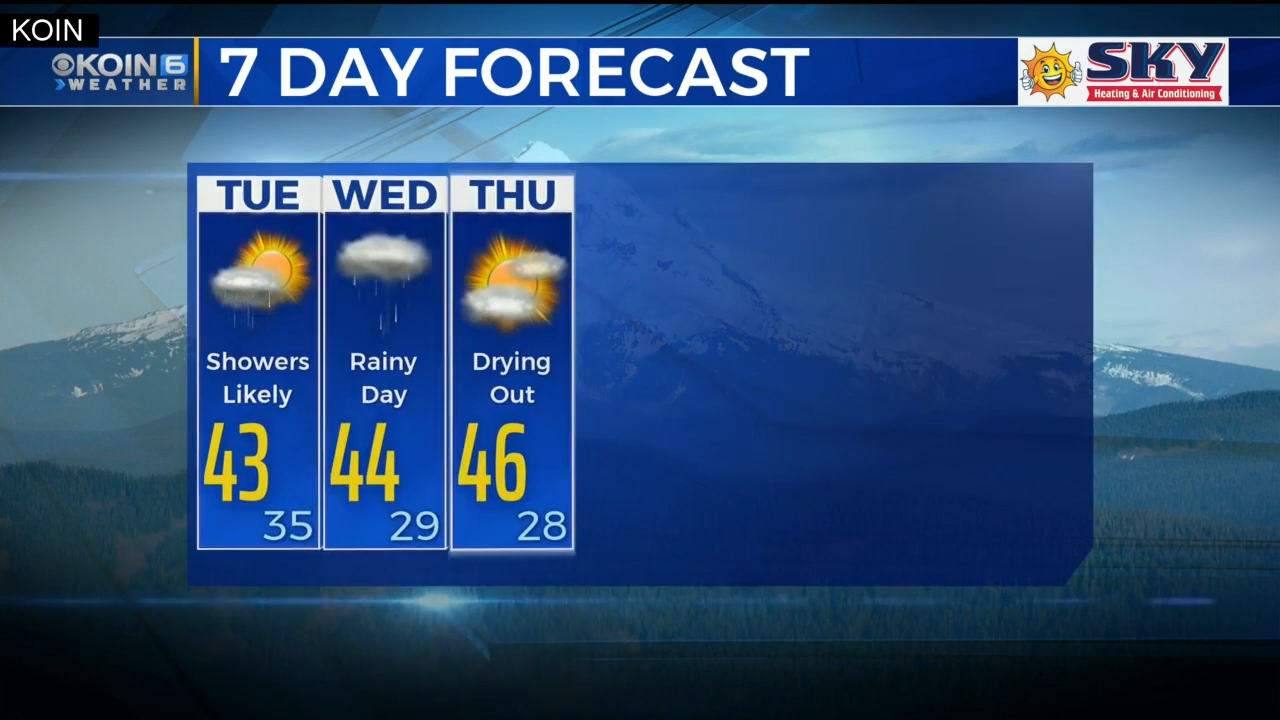 KOIN
KOIN 6
WEATHER
7 DAY FORECAST
SKY
Heating & Air Conditioning
TUE
Showers
Likely
43
35
WED
Rainy
Day
44
29
THU
Drying
Out
46
28